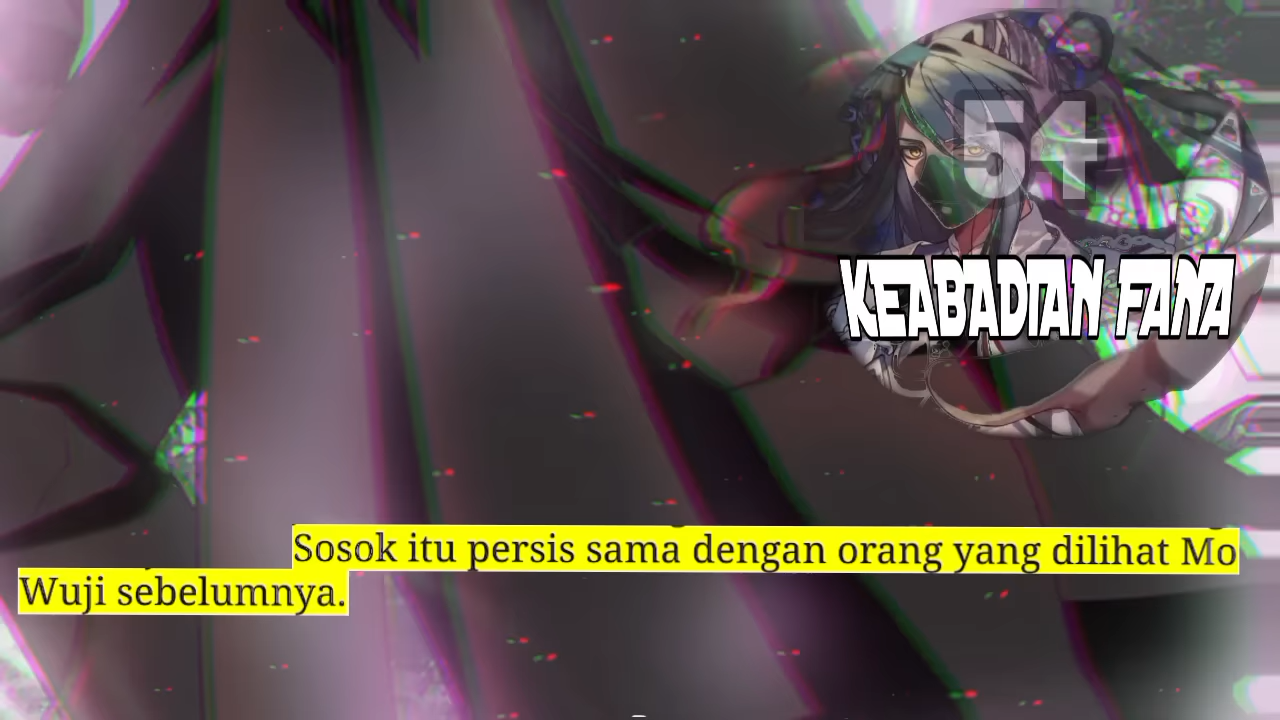 54
KEABADIAN FANA
Sosok itu persis sama dengan orang yang dilihat Mo
Wuji sebelumnya.